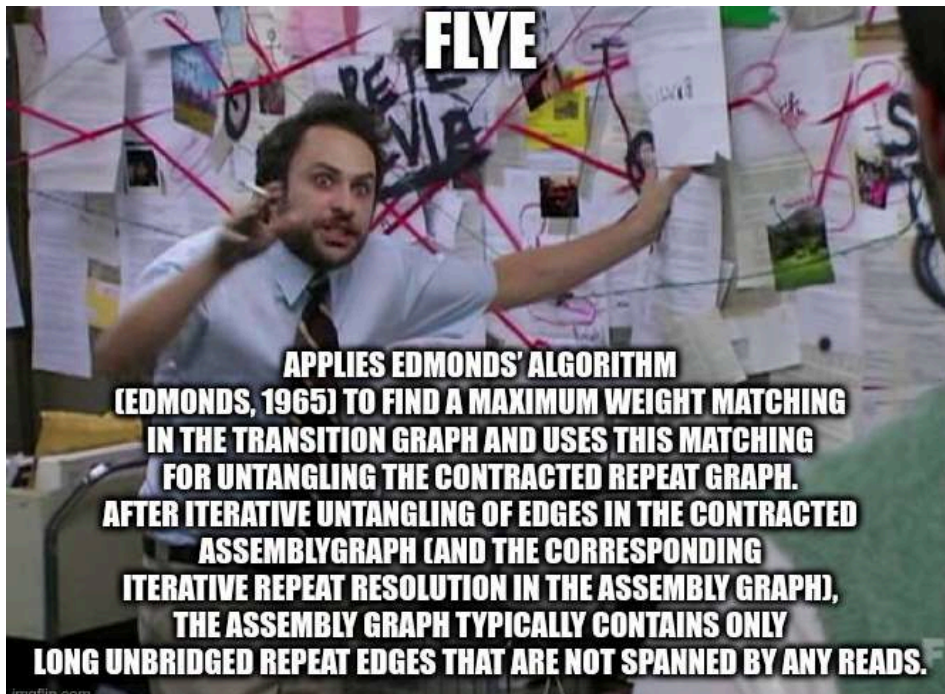 FLYE
APPLIES EDMONDS' ALGORITHM
(EDMONDS, 1965) TO FIND A MAXIMUM WEIGHT MATCHING
IN THE TRANSITION GRAPH AND USES THIS MATCHING
FOR UNTANGLING THE CONTRACTED REPEAT GRAPH.
AFTER ITERATIVE UNTANGLING OF EDGES IN THE CONTRACTED
ASSEMBLYGRAPH (AND THE CORRESPONDING
ITERATIVE REPEAT RESOLUTION IN THE ASSEMBLY GRAPH),
THE ASSEMBLY GRAPH TYPICALLY CONTAINS ONLY
LONG UNBRIDGED REPEAT EDGES THAT ARE NOT SPANNED BY ANY READS.
imgflip.com